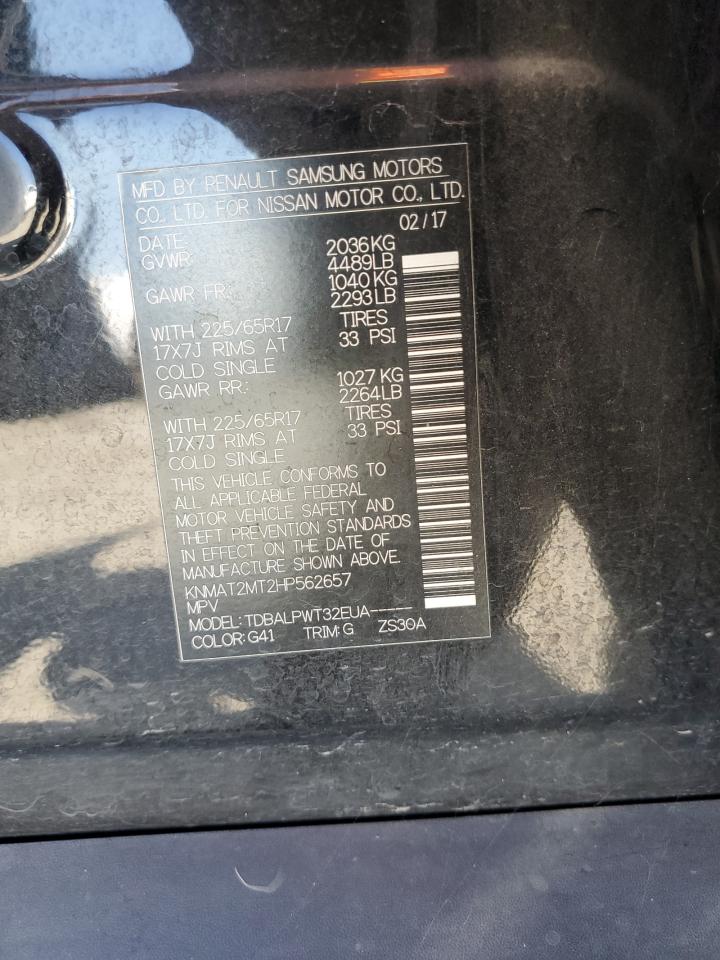 MFD BY RENAULT SAMSUNG MOTORS
CO., LTD. FOR NISSAN MOTOR CO., LTD.
DATE: 02/17
GVWR: 2036KG
4489LB
GAWR FR: 1040 KG
2293LB
WITH 225/65R17 TIRES
17X7J RIMS AT 33 PSI
COLD SINGLE
GAWR RR: 1027 KG
2264LB
WITH 225/65R17 TIRES
17X7J RIMS AT 33 PSI
COLD SINGLE
THIS VEHICLE CONFORMS TO
ALL APPLICABLE FEDERAL
MOTOR VEHICLE SAFETY AND
THEFT PREVENTION STANDARDS
IN EFFECT ON THE DATE OF
MANUFACTURE SHOWN ABOVE.
KNMAT2MT2HP562657
MPV
MODEL: TDBALPWT32EUA-----
COLOR: G41 TRIM: G ZS30A